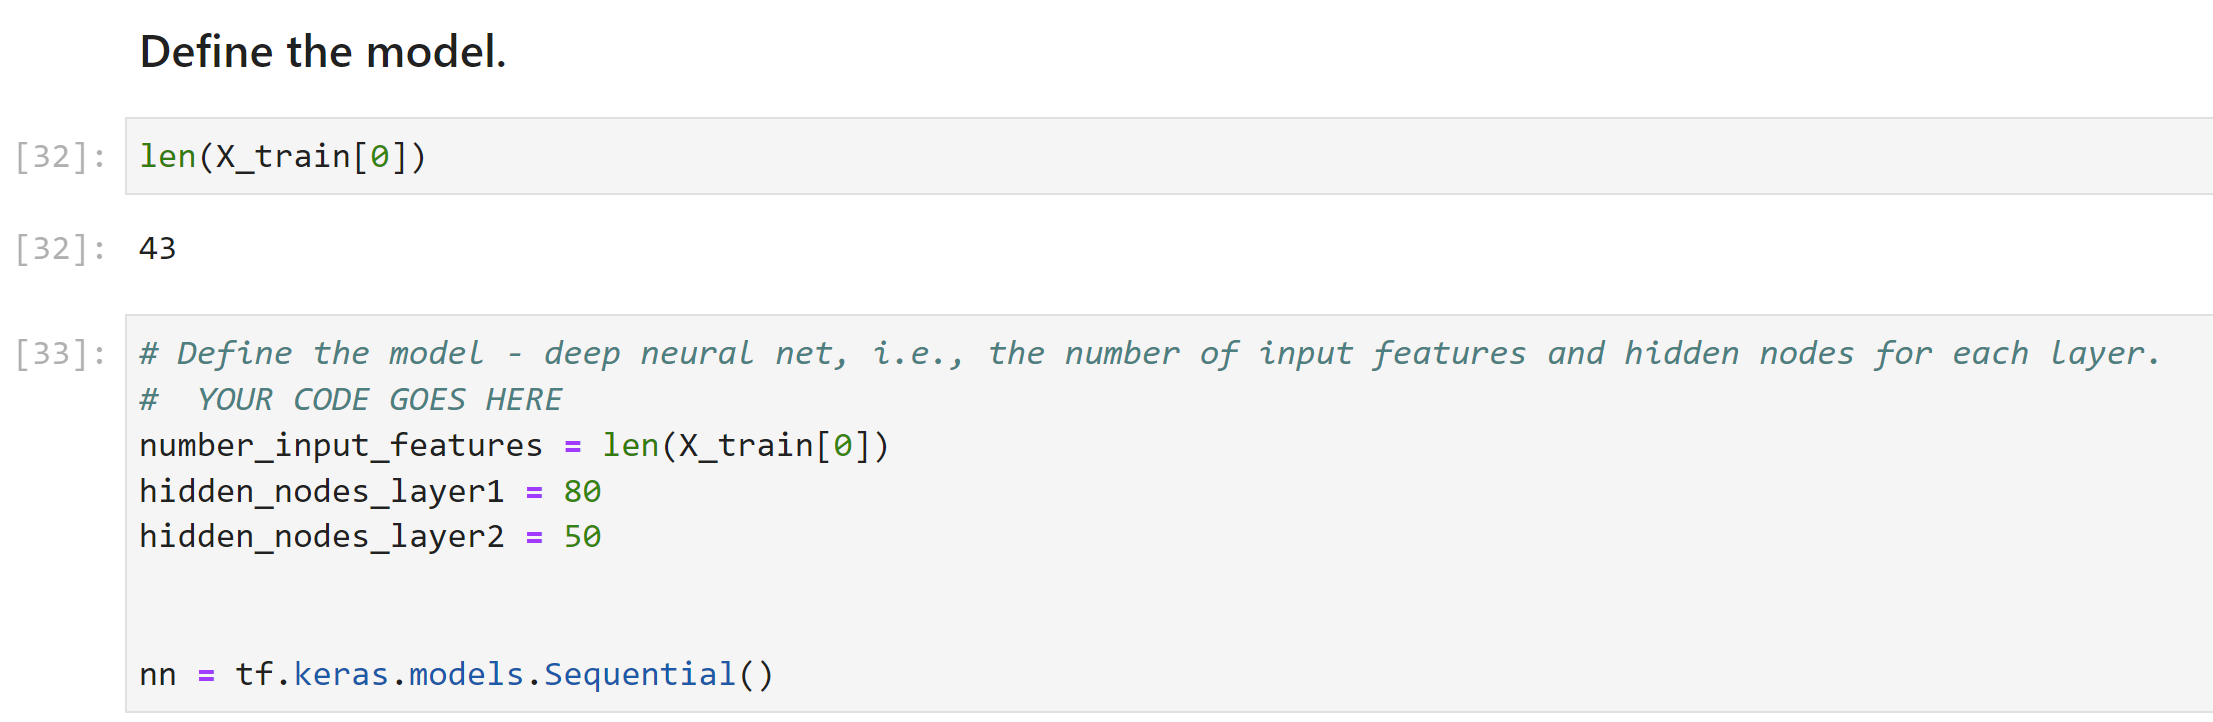 Define the model.
[32]: len(X_train[0])
[32]: 43
[33]: # Define the model - deep neural net, i.e., the number of input features and hidden nodes for each layer.
#  YOUR CODE GOES HERE
number_input_features = len(X_train[0])
hidden_nodes_layer1 = 80
hidden_nodes_layer2 = 50
nn = tf.keras.models.Sequential()